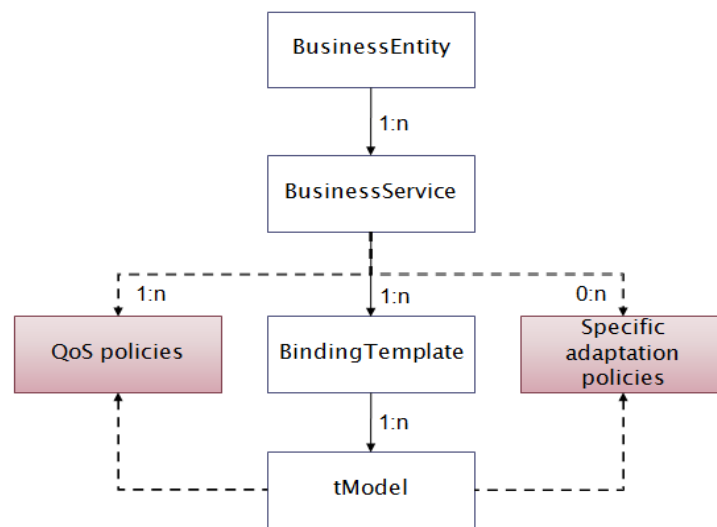 BusinessEntity
1:n
BusinessService
1:n
1:n
0:n
QoS policies
BindingTemplate
Specific
adaptation
policies
1:n
tModel